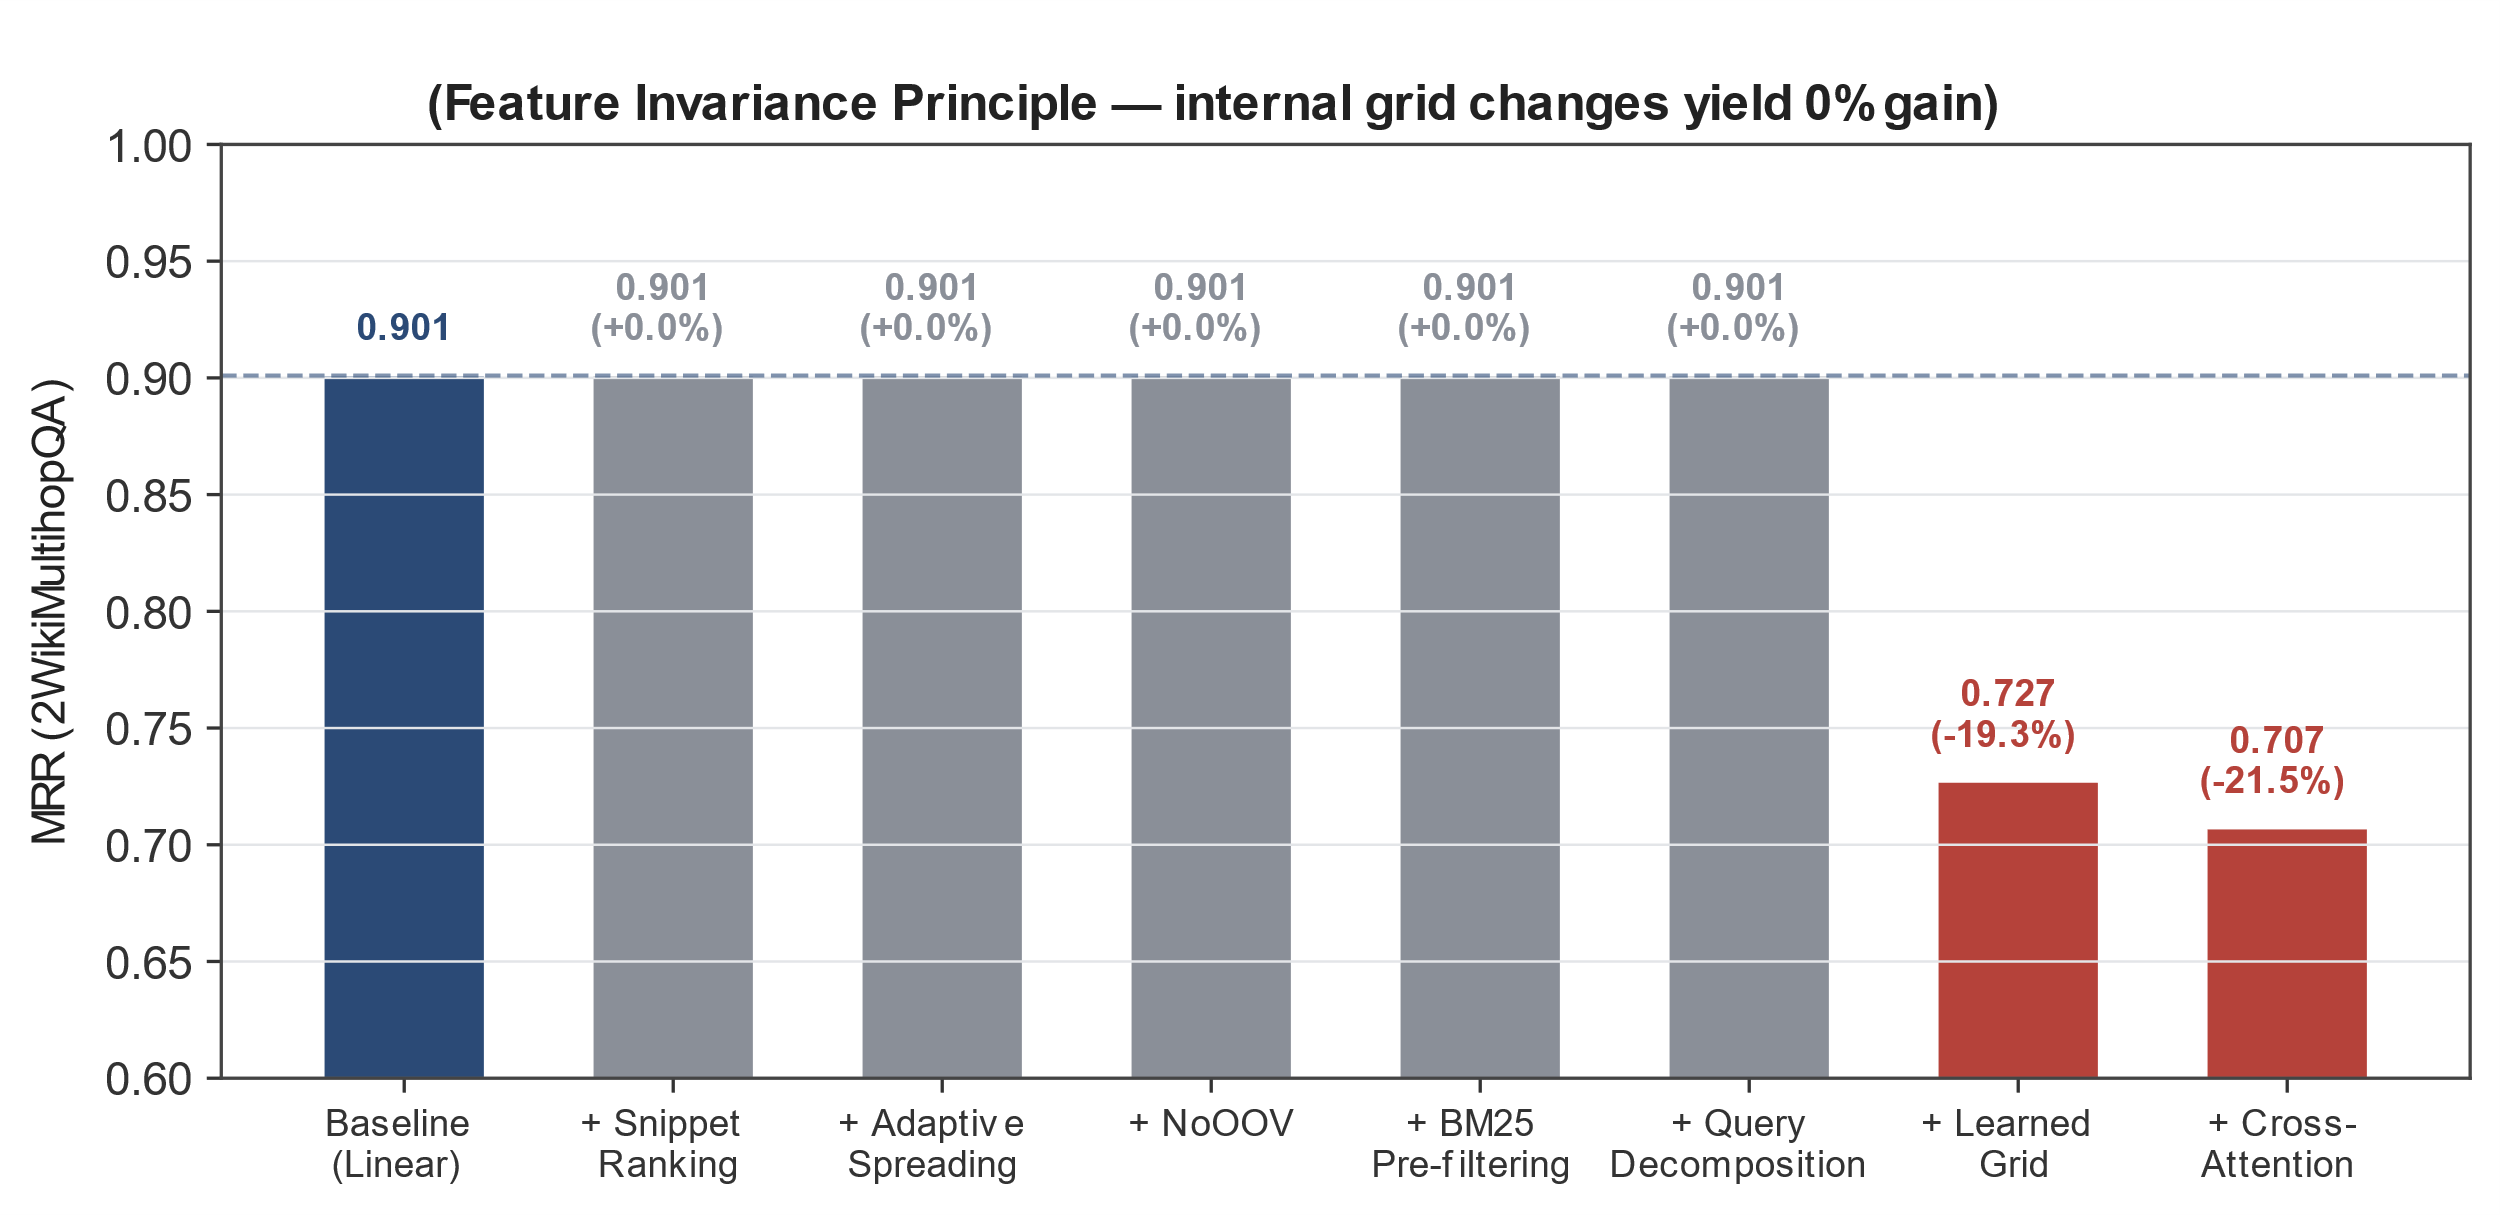 (Feature Invariance Principle — internal grid changes yield 0% gain)
MRR (2WikiMultihopQA)
1.00
0.95
0.90
0.85
0.80
0.75
0.70
0.65
0.60
0.901
0.901
(+0.0%)
0.901
(+0.0%)
0.901
(+0.0%)
0.901
(+0.0%)
0.901
(+0.0%)
0.727
(-19.3%)
0.707
(-21.5%)
Baseline
(Linear)
+ Snippet
Ranking
+ Adaptive
Spreading
+ NoOOV
+ BM25
Pre-filtering
+ Query
Decomposition
+ Learned
Grid
+ Cross-
Attention